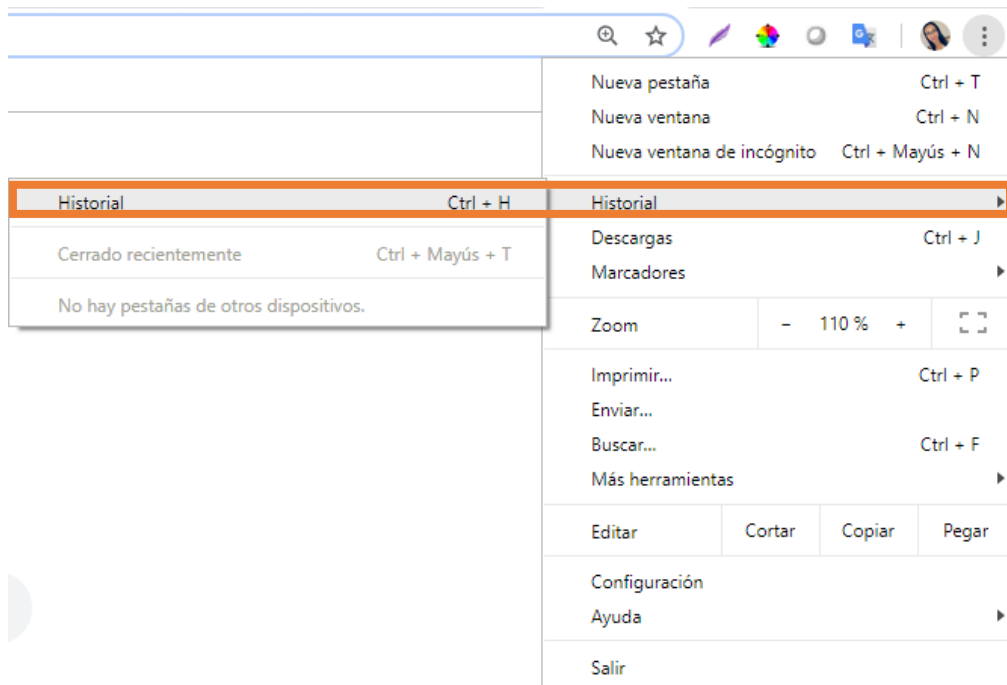 Nueva pestaña Ctrl + T
Nueva ventana Ctrl + N
Nueva ventana de incógnito Ctrl + Mayús + N
Historial Ctrl + H
Cerrado recientemente Ctrl + Mayús + T
No hay pestañas de otros dispositivos.
Historial
Descargas Ctrl + J
Marcadores
Zoom - 110 % +
Imprimir... Ctrl + P
Enviar...
Buscar... Ctrl + F
Más herramientas
Editar Cortar Copiar Pegar
Configuración
Ayuda
Salir